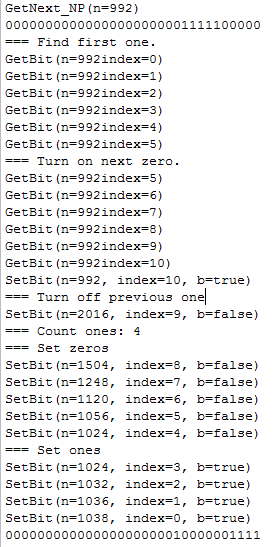 GetNext_NP(n=992)
00000000000000000000001111100000
=== Find first one.
GetBit(n=992index=0)
GetBit(n=992index=1)
GetBit(n=992index=2)
GetBit(n=992index=3)
GetBit(n=992index=4)
GetBit(n=992index=5)
=== Turn on next zero.
GetBit(n=992index=5)
GetBit(n=992index=6)
GetBit(n=992index=7)
GetBit(n=992index=8)
GetBit(n=992index=9)
GetBit(n=992index=10)
SetBit(n=992, index=10, b=true)
=== Turn off previous one
SetBit(n=2016, index=9, b=false)
=== Count ones: 4
=== Set zeros
SetBit(n=1504, index=8, b=false)
SetBit(n=1248, index=7, b=false)
SetBit(n=1120, index=6, b=false)
SetBit(n=1056, index=5, b=false)
SetBit(n=1024, index=4, b=false)
=== Set ones
SetBit(n=1024, index=3, b=true)
SetBit(n=1032, index=2, b=true)
SetBit(n=1036, index=1, b=true)
SetBit(n=1038, index=0, b=true)
00000000000000000000010000001111